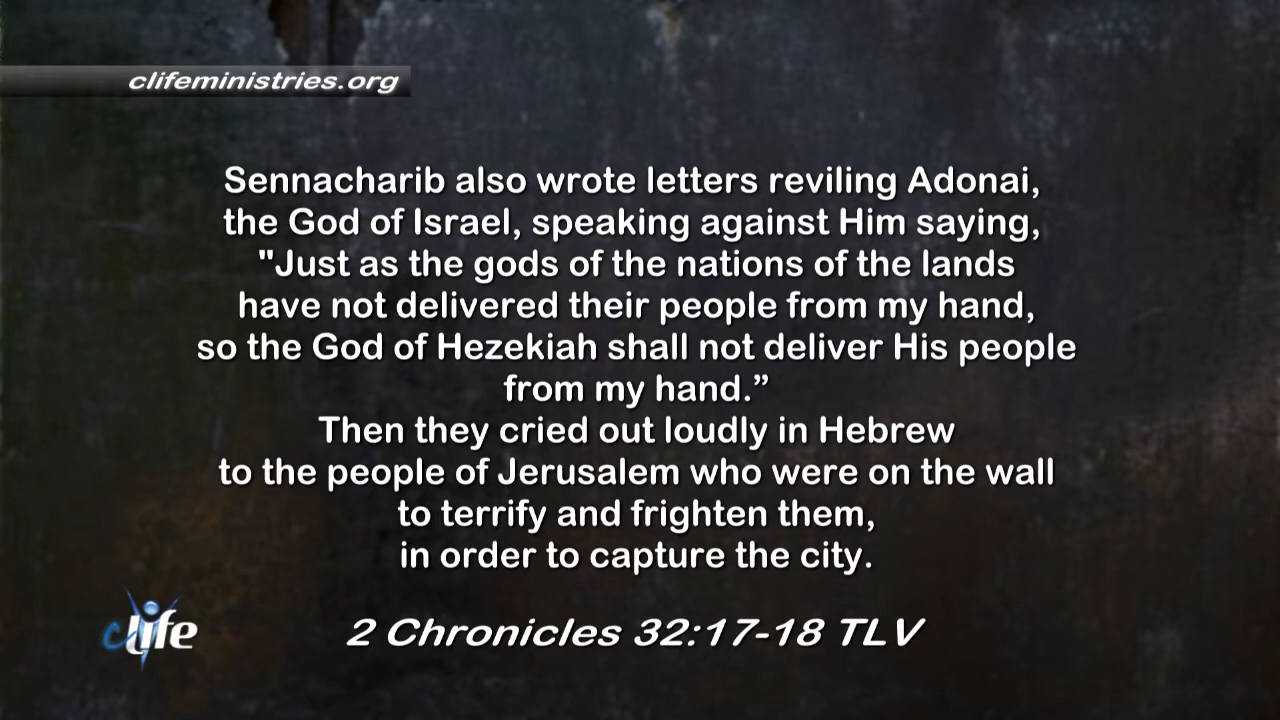 clifeministries.org
Sennacharib also wrote letters reviling Adonai,
the God of Israel, speaking against Him saying,
"Just as the gods of the nations of the lands
have not delivered their people from my hand,
so the God of Hezekiah shall not deliver His people
from my hand.”
Then they cried out loudly in Hebrew
to the people of Jerusalem who were on the wall
to terrify and frighten them,
in order to capture the city.
2 Chronicles 32:17-18 TLV
cLife